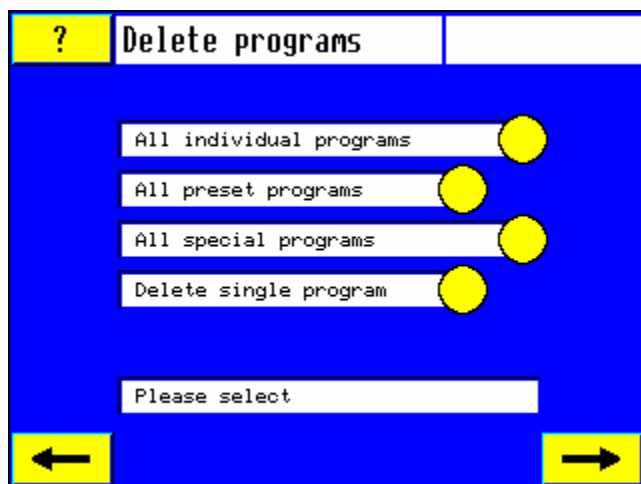 ?
Delete programs
All individual programs
All preset programs
All special programs
Delete single program
Please select